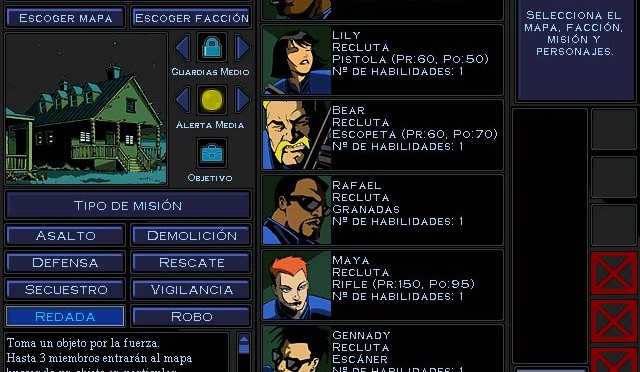 ESCOGER MAPA
ESCOGER FACCIÓN
GUARDIAS MEDIO
ALERTA MEDIA
OBJETIVO
TIPO DE MISIÓN
ASALTO
DEMOLICIÓN
DEFENSA
RESCATE
SECUESTRO
VIGILANCIA
REDADA
ROBO
Toma un objeto por la fuerza.
Hasta 3 miembros entrarán al mapa
LILY
RECLUTA
PISTOLA (PR:60, PO:50)
Nº DE HABILIDADES: 1
BEAR
RECLUTA
ESCOPETA (PR:60, PO:70)
Nº DE HABILIDADES: 1
RAFAEL
RECLUTA
GRANADAS
Nº DE HABILIDADES: 1
MAYA
RECLUTA
RIFLE (PR:150, PO:95)
Nº DE HABILIDADES: 1
GENNADY
RECLUTA
ESCÁNER
SELECCIONA EL
MAPA, FACCIÓN,
MISIÓN Y
PERSONAJES.